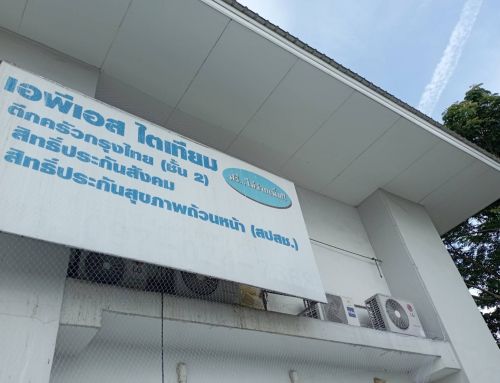 เอพีเอส ไตเทียม
ตึกครัวกรุงไทย (ชั้น 2)
สิทธิ์ประกันสังคม
สิทธิ์ประกันสุขภาพถ้วนหน้า (สปสช.)
ฟรี...